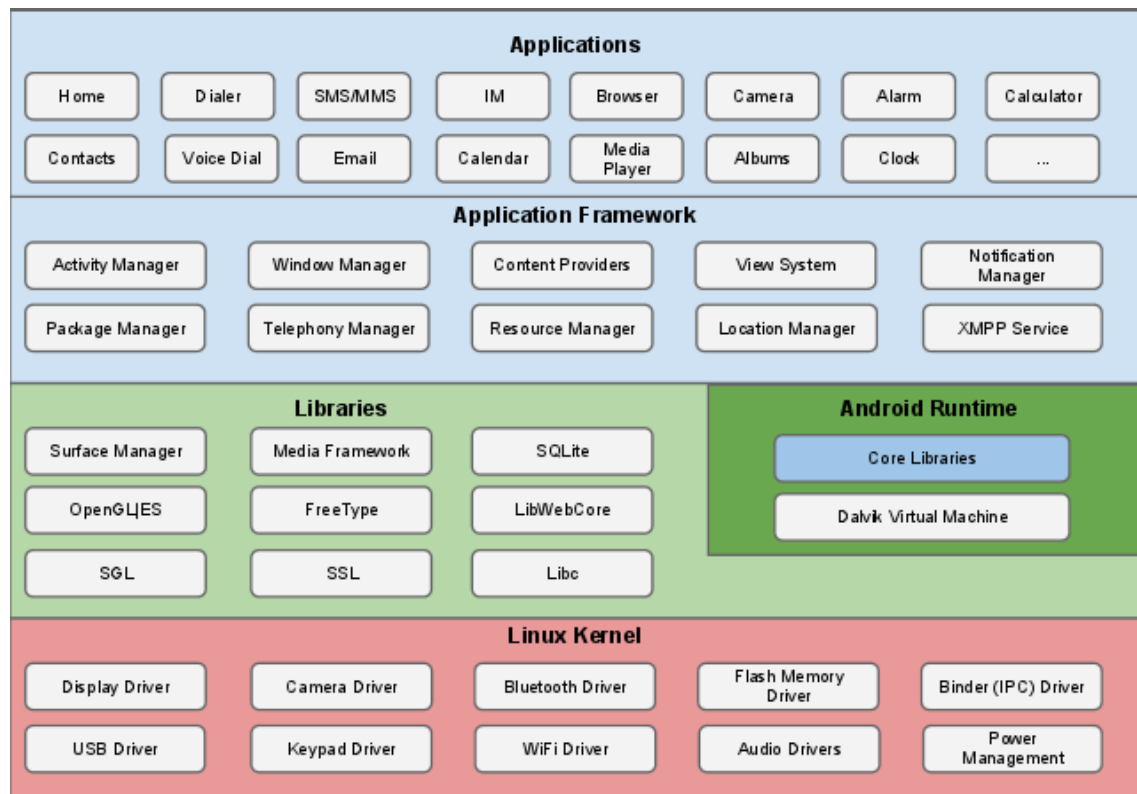 Applications
Home
Dialer
SMS/MMS
IM
Browser
Camera
Alarm
Calculator
Contacts
Voice Dial
Email
Calendar
Media
Player
Albums
Clock
...
Application Framework
Activity Manager
Window Manager
Content Providers
View System
Notification
Manager
Package Manager
Telephony Manager
Resource Manager
Location Manager
XMPP Service
Libraries
Surface Manager
Media Framework
SQLite
OpenGL|ES
FreeType
LibWebCore
SGL
SSL
Libc
Android Runtime
Core Libraries
Dalvik Virtual Machine
Linux Kernel
Display Driver
Camera Driver
Bluetooth Driver
Flash Memory
Driver
Binder (IPC) Driver
USB Driver
Keypad Driver
WiFi Driver
Audio Drivers
Power
Management